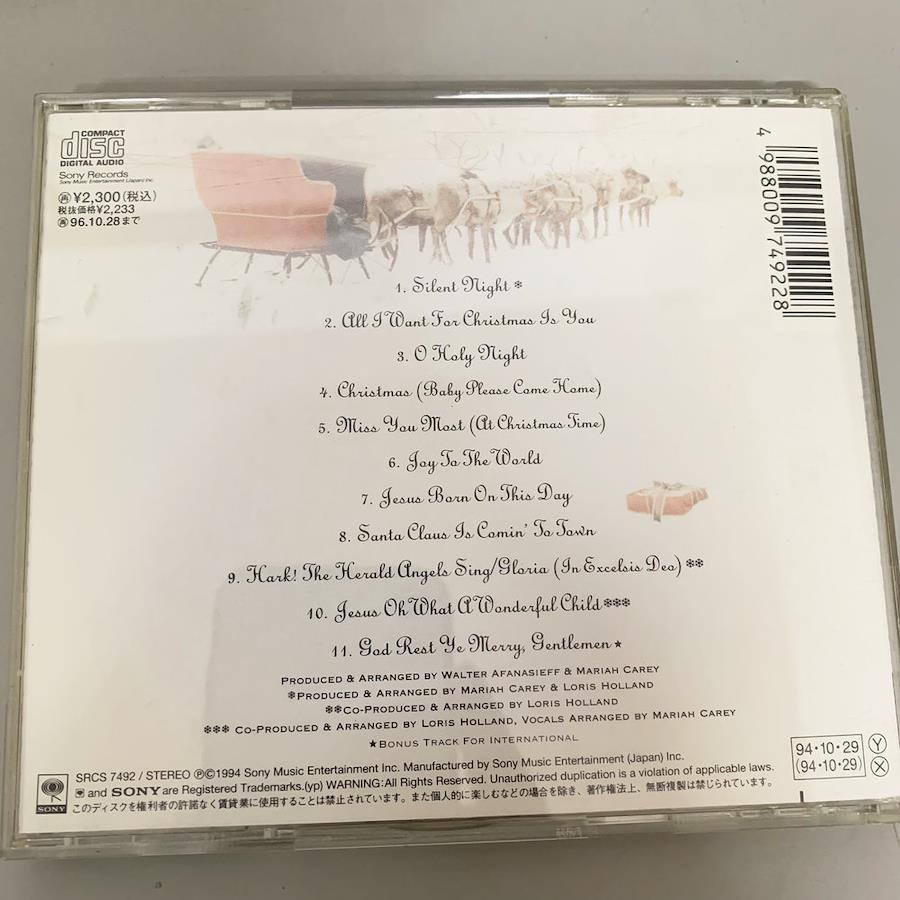 COMPACT
disc
DIGITAL AUDIO
Sony Records
Sony Music Entertainment (Japan) Inc.
再 ¥2,300(税込)
税抜価格¥2,233
再 96.10.28まで
4 988009 749228
1. Silent Night ❄
2. All I Want For Christmas Is You
3. O Holy Night
4. Christmas (Baby Please Come Home)
5. Miss You Most (At Christmas Time)
6. Joy To The World
7. Jesus Born On This Day
8. Santa Claus Is Comin' To Town
9. Hark! The Herald Angels Sing/Gloria (In Excelsis Deo) ❄❄
10. Jesus Oh What A Wonderful Child ❄❄❄
11. God Rest Ye Merry, Gentlemen ★
PRODUCED & ARRANGED BY WALTER AFANASIEFF & MARIAH CAREY
❄PRODUCED & ARRANGED BY MARIAH CAREY & LORIS HOLLAND
❄❄CO-PRODUCED & ARRANGED BY LORIS HOLLAND
❄❄❄ CO-PRODUCED & ARRANGED BY LORIS HOLLAND, VOCALS ARRANGED BY MARIAH CAREY
★BONUS TRACK FOR INTERNATIONAL
94・10・29 Y
(94・10・29) X
SONY
SRCS 7492 / STEREO ℗©1994 Sony Music Entertainment Inc. Manufactured by Sony Music Entertainment (Japan) Inc.
and SONY are Registered Trademarks.(yp) WARNING:All Rights Reserved. Unauthorized duplication is a violation of applicable laws.
このディスクを権利者の許諾なく賃貸業に使用することは禁止されています。また個人的に楽しむなどの場合を除き、著作権法上、無断複製は禁じられています。